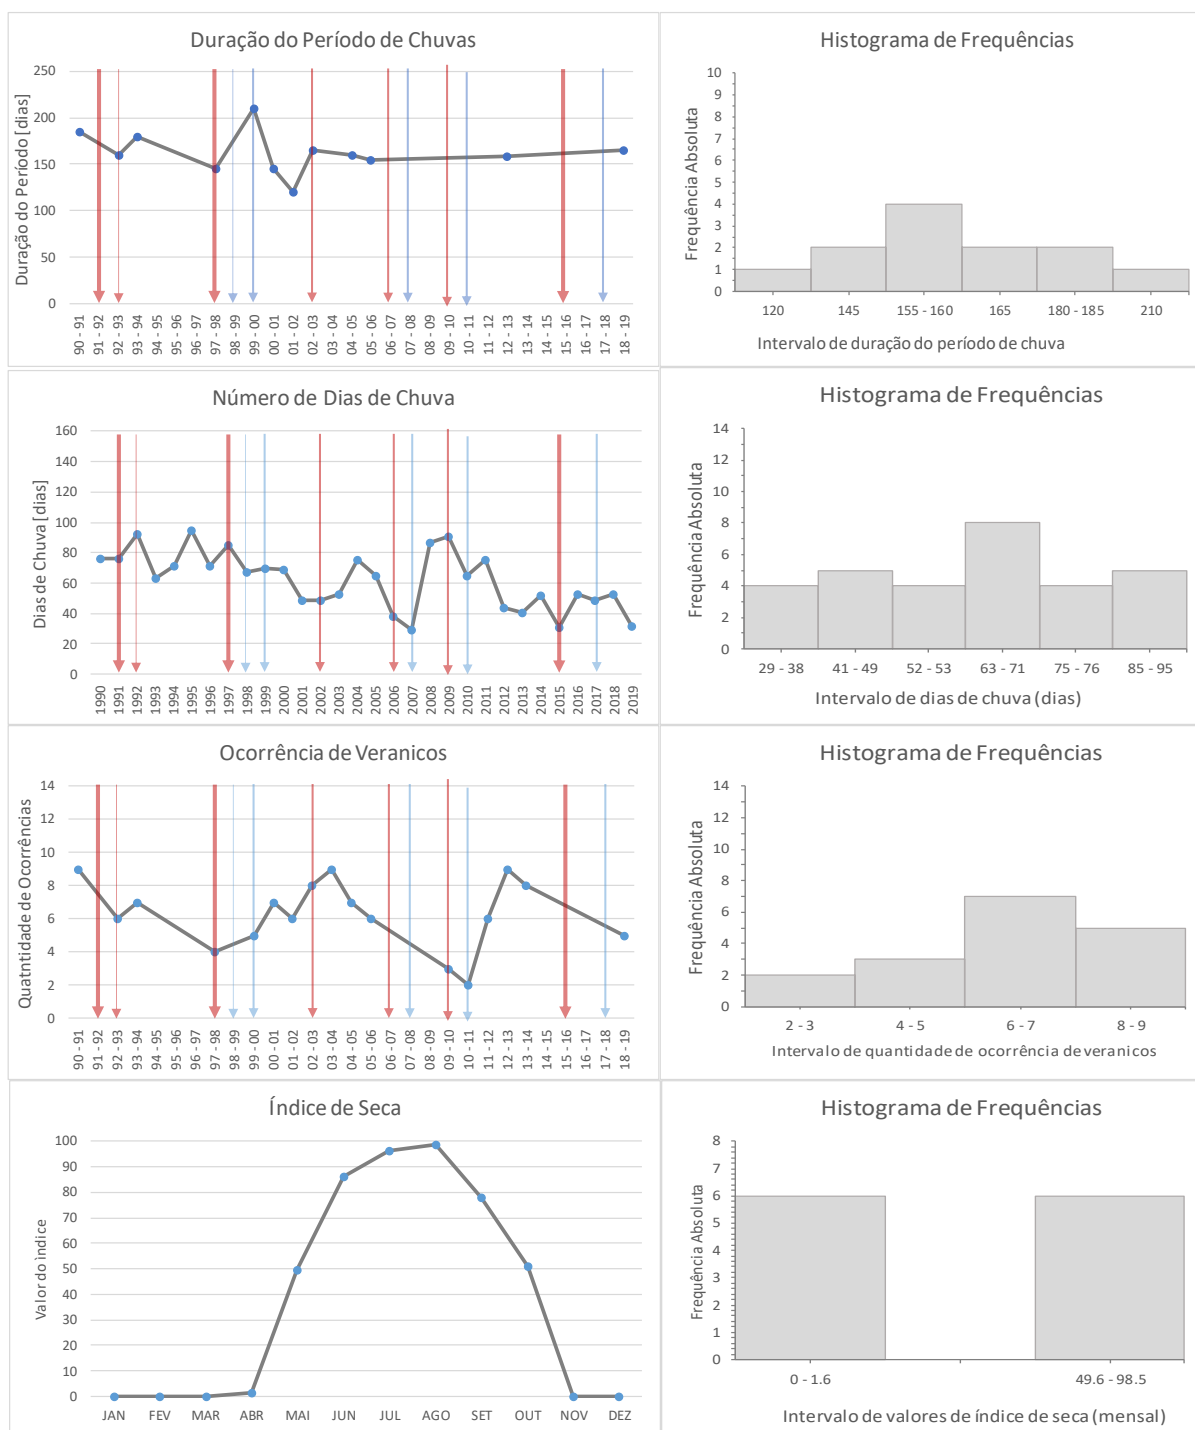 Duração do Período de Chuvas
Duração do Período [dias]
250
200
150
100
50
0
90 - 91
91 - 92
92 - 93
93 - 94
94 - 95
95 - 96
96 - 97
97 - 98
98 - 99
99 - 00
00 - 01
01 - 02
02 - 03
03 - 04
04 - 05
05 - 06
06 - 07
07 - 08
08 - 09
09 - 10
10 - 11
11 - 12
12 - 13
13 - 14
14 - 15
15 - 16
16 - 17
17 - 18
18 - 19
Histograma de Frequências
Frequência Absoluta
10
9
8
7
6
5
4
3
2
1
0
120 145 155 - 160 165 180 - 185 210
Intervalo de duração do período de chuva
Número de Dias de Chuva
Dias de Chuva [dias]
160
140
120
100
80
60
40
20
0
1990
1991
1992
1993
1994
1995
1996
1997
1998
1999
2000
2001
2002
2003
2004
2005
2006
2007
2008
2009
2010
2011
2012
2013
2014
2015
2016
2017
2018
2019
Histograma de Frequências
Frequência Absoluta
14
12
10
8
6
4
2
0
29 - 38 41 - 49 52 - 53 63 - 71 75 - 76 85 - 95
Intervalo de dias de chuva (dias)
Ocorrência de Veranicos
Quatntidade de Ocorrências
14
12
10
8
6
4
2
0
90 - 91
91 - 92
92 - 93
93 - 94
94 - 95
95 - 96
96 - 97
97 - 98
98 - 99
99 - 00
00 - 01
01 - 02
02 - 03
03 - 04
04 - 05
05 - 06
06 - 07
07 - 08
08 - 09
09 - 10
10 - 11
11 - 12
12 - 13
13 - 14
14 - 15
15 - 16
16 - 17
17 - 18
18 - 19
Histograma de Frequências
Frequência Absoluta
14
12
10
8
6
4
2
0
2 - 3 4 - 5 6 - 7 8 - 9
Intervalo de quantidade de ocorrência de veranicos
Índice de Seca
Valor do ìndice
100
90
80
70
60
50
40
30
20
10
0
JAN FEV MAR ABR MAI JUN JUL AGO SET OUT NOV DEZ
Histograma de Frequências
Frequência Absoluta
8
7
6
5
4
3
2
1
0
0 - 1.6 49.6 - 98.5
Intervalo de valores de índice de seca (mensal)